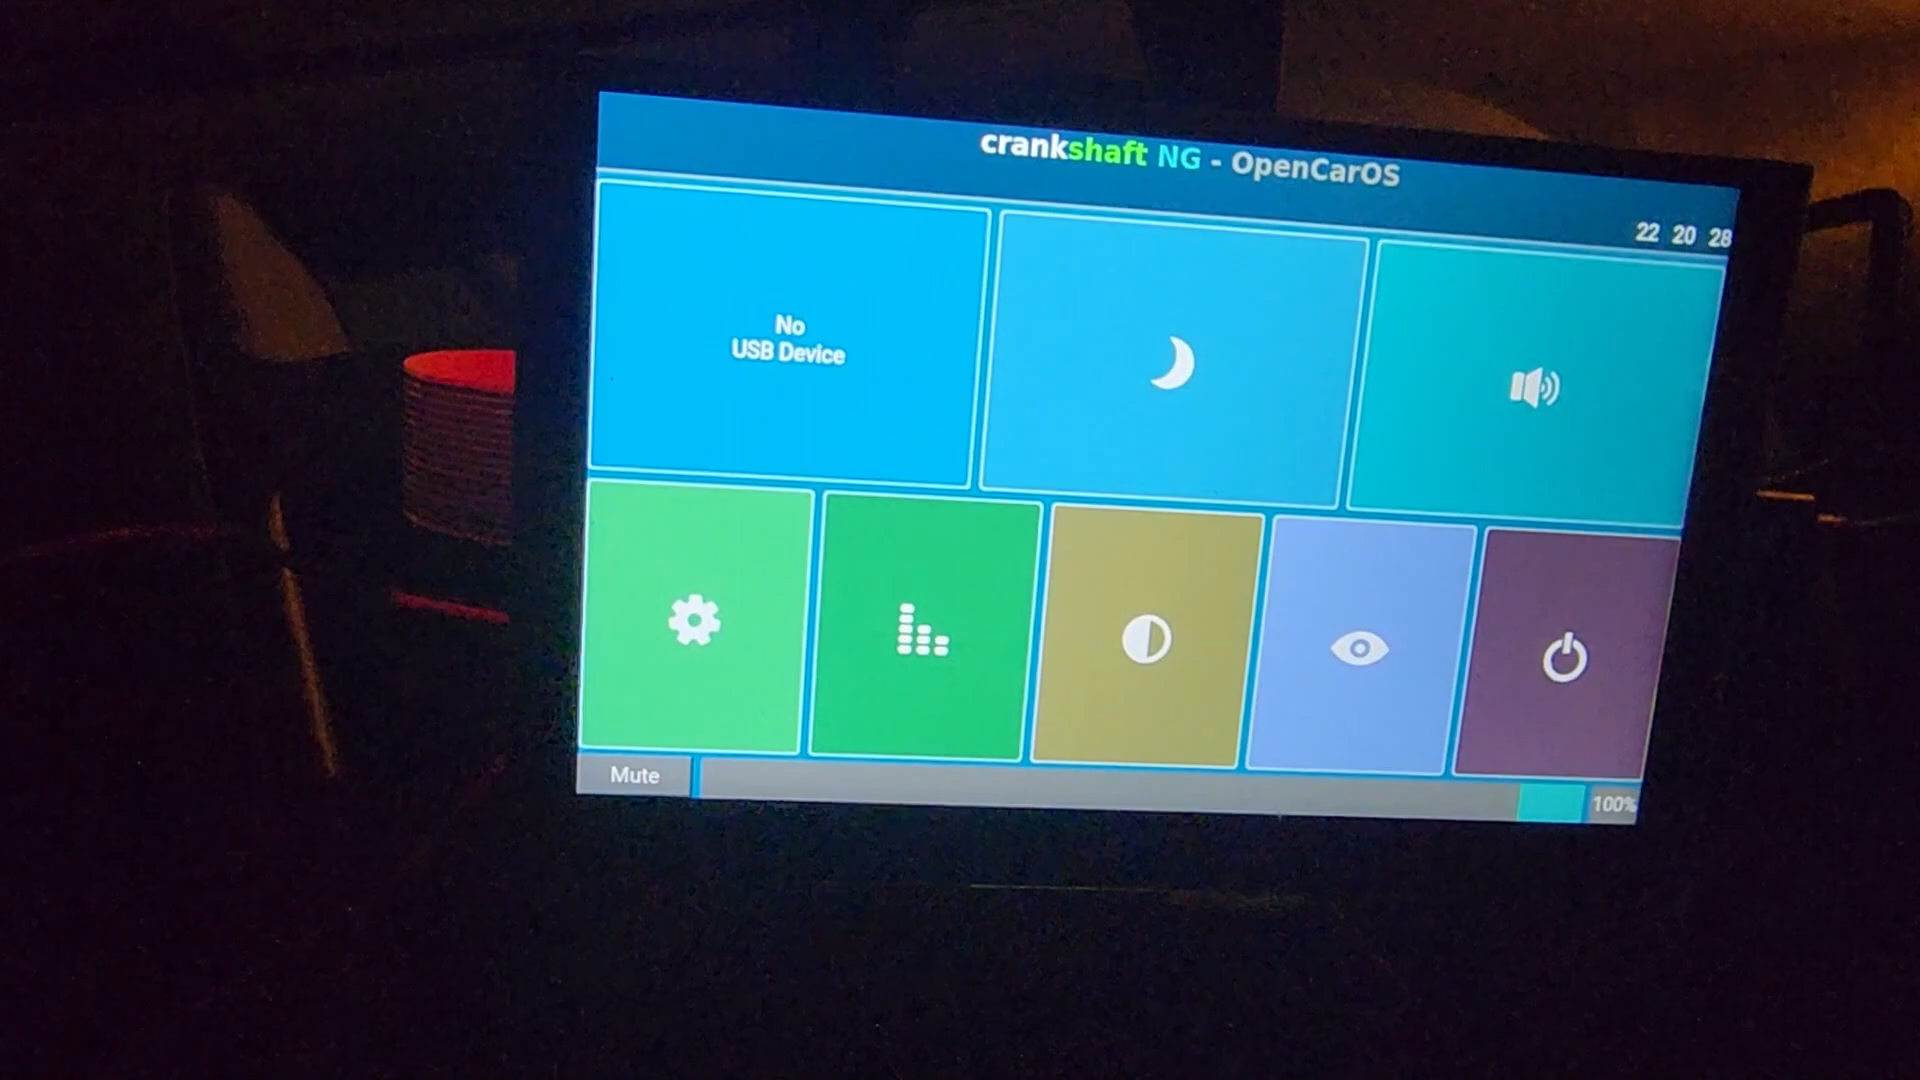 crankshaft NG - OpenCarOS
22 20 28
No
USB Device
Mute
100%